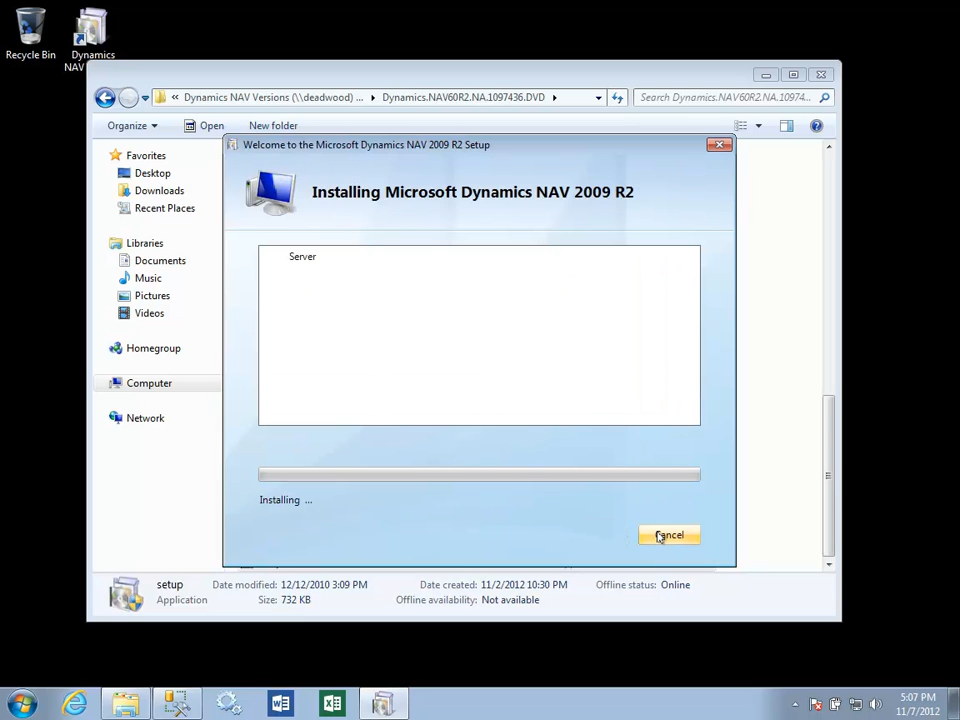 Recycle Bin
Dynamics
NAV
« Dynamics NAV Versions (\\deadwood) ... Dynamics.NAV60R2.NA.1097436.DVD
Search Dynamics.NAV60R2.NA.10974...
Organize
Open
New folder
Favorites
Desktop
Downloads
Recent Places
Libraries
Documents
Music
Pictures
Videos
Homegroup
Computer
Network
Welcome to the Microsoft Dynamics NAV 2009 R2 Setup
Installing Microsoft Dynamics NAV 2009 R2
Server
Installing ...
Cancel
setup Date modified: 12/12/2010 3:09 PM Date created: 11/2/2012 10:30 PM Offline status: Online
Application Size: 732 KB Offline availability: Not available
5:07 PM
11/7/2012